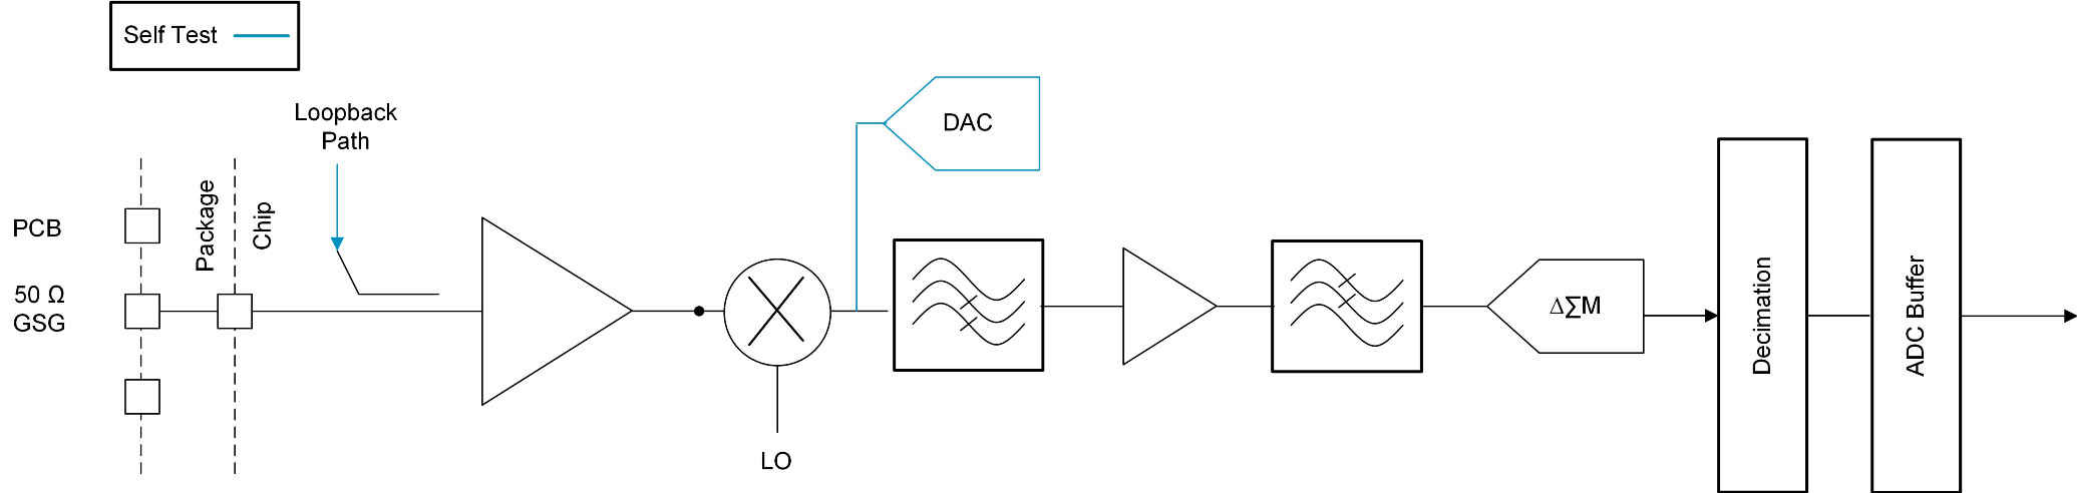 Self Test
Loopback
Path
DAC
PCB
Package
Chip
50 Ω
GSG
LO
ΔΣM
Decimation
ADC Buffer